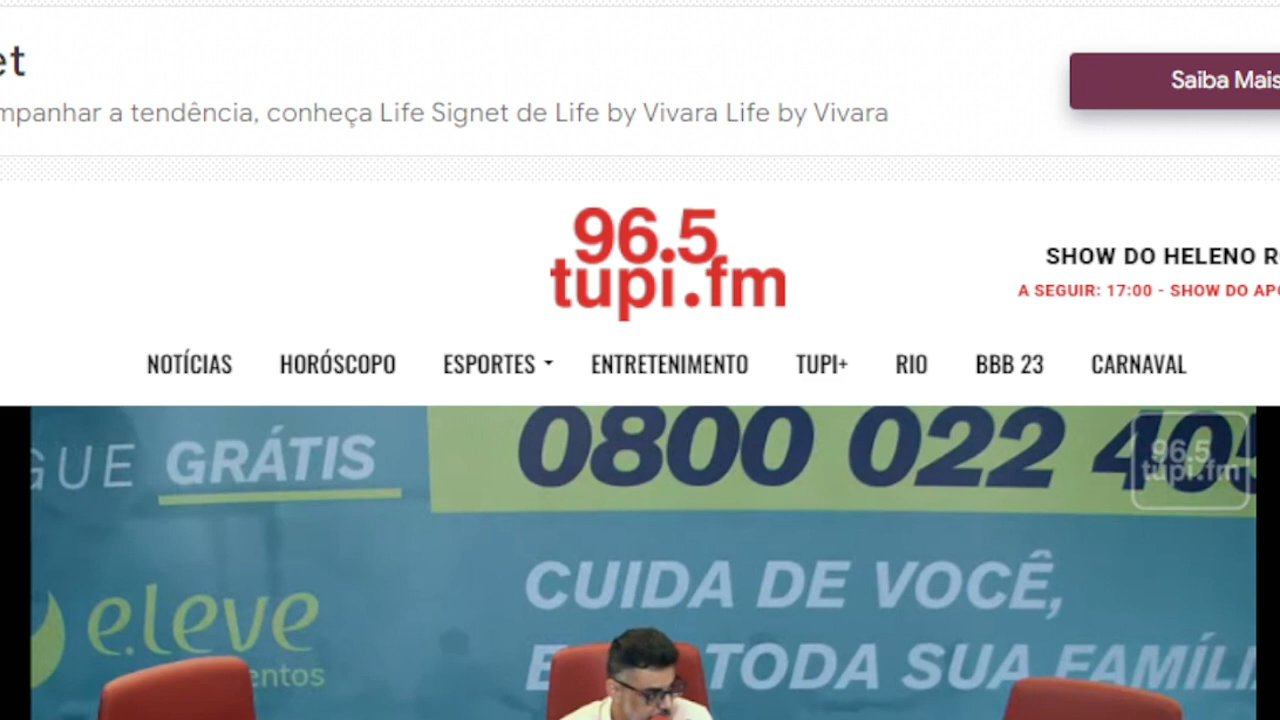 et
mpanhar a tendência, conheça Life Signet de Life by Vivara Life by Vivara
Saiba Mais
96.5
tupi.fm
SHOW DO HELENO R
A SEGUIR: 17:00 - SHOW DO APO
NOTÍCIAS HORÓSCOPO ESPORTES ENTRETENIMENTO TUPI+ RIO BBB 23 CARNAVAL
GUE GRÁTIS
0800 022 405
96.5
tupi.fm
e.leve
entos
CUIDA DE VOCÊ,
E TODA SUA FAMÍLI